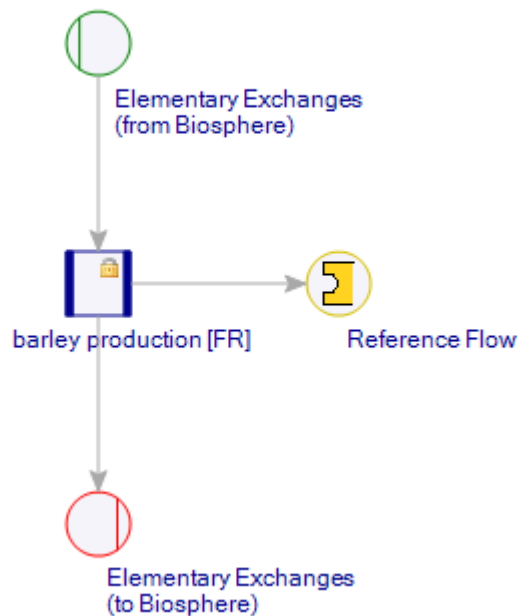 Elementary Exchanges
(from Biosphere)
barley production [FR]
Reference Flow
Elementary Exchanges
(to Biosphere)